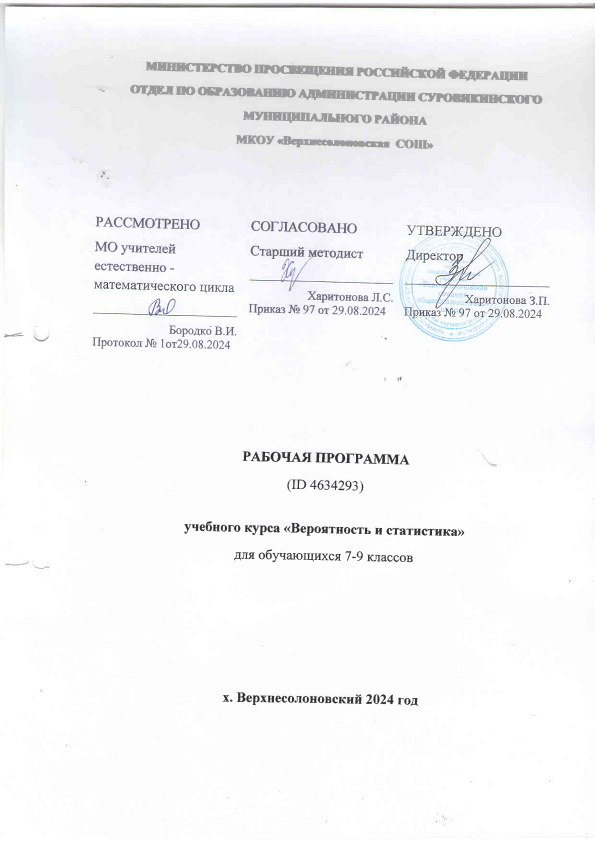 МИНИСТЕРСТВО ПРОСВЕЩЕНИЯ РОССИЙСКОЙ ФЕДЕРАЦИИ
ОТДЕЛ ПО ОБРАЗОВАНИЮ АДМИНИСТРАЦИИ СУРОВИКИНСКОГО
МУНИЦИПАЛЬНОГО РАЙОНА
МКОУ «Верхнесолоновская СОШ»
РАССМОТРЕНО
МО учителей
естественно -
математического цикла
Бородко В.И.
Протокол № 1от29.08.2024
СОГЛАСОВАНО
Старший методист
Харитонова Л.С.
Приказ № 97 от 29.08.2024
УТВЕРЖДЕНО
Директор
Харитонова З.П.
Приказ № 97 от 29.08.2024
РАБОЧАЯ ПРОГРАММА
(ID 4634293)
учебного курса «Вероятность и статистика»
для обучающихся 7-9 классов
х. Верхнесолоновский 2024 год